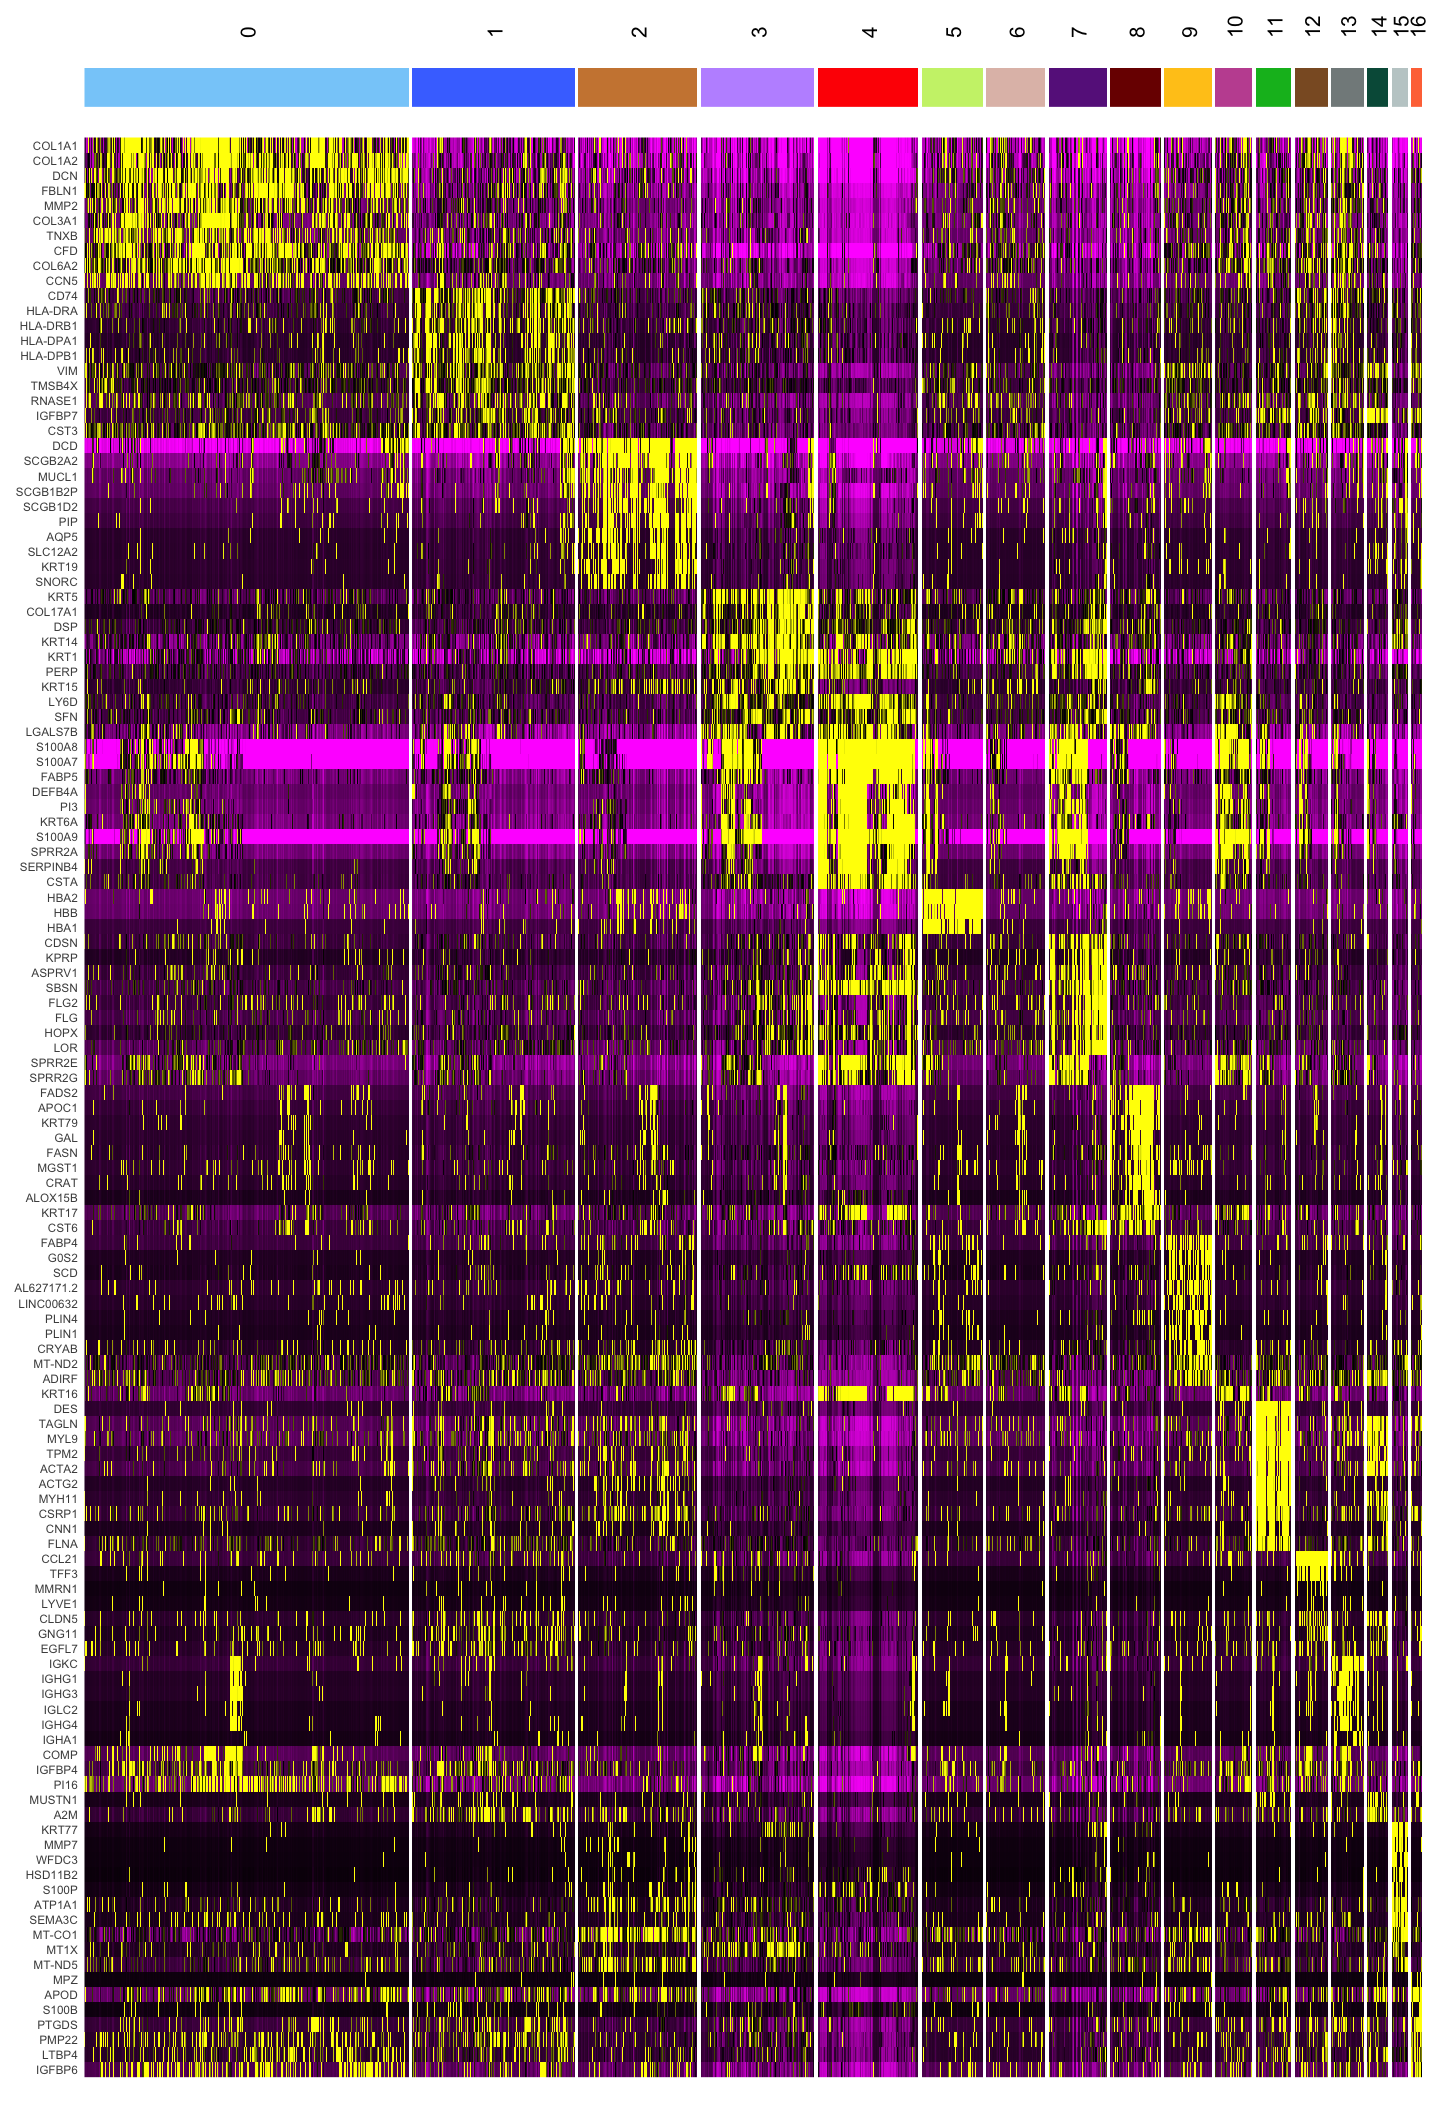 0 1 2 3 4 5 6 7 8 9 10 11 12 13 14 15 16
COL1A1
COL1A2
DCN
FBLN1
MMP2
COL3A1
TNXB
CFD
COL6A2
CCN5
CD74
HLA-DRA
HLA-DRB1
HLA-DPA1
HLA-DPB1
VIM
TMSB4X
RNASE1
IGFBP7
CST3
DCD
SCGB2A2
MUCL1
SCGB1B2P
SCGB1D2
PIP
AQP5
SLC12A2
KRT19
SNORC
KRT5
COL17A1
DSP
KRT14
KRT1
PERP
KRT15
LY6D
SFN
LGALS7B
S100A8
S100A7
FABP5
DEFB4A
PI3
KRT6A
S100A9
SPRR2A
SERPINB4
CSTA
HBA2
HBB
HBA1
CDSN
KPRP
ASPRV1
SBSN
FLG2
FLG
HOPX
LOR
SPRR2E
SPRR2G
FADS2
APOC1
KRT79
GAL
FASN
MGST1
CRAT
ALOX15B
KRT17
CST6
FABP4
G0S2
SCD
AL627171.2
LINC00632
PLIN4
PLIN1
CRYAB
MT-ND2
ADIRF
KRT16
DES
TAGLN
MYL9
TPM2
ACTA2
ACTG2
MYH11
CSRP1
CNN1
FLNA
CCL21
TFF3
MMRN1
LYVE1
CLDN5
GNG11
EGFL7
IGKC
IGHG1
IGHG3
IGLC2
IGHG4
IGHA1
COMP
IGFBP4
PI16
MUSTN1
A2M
KRT77
MMP7
WFDC3
HSD11B2
S100P
ATP1A1
SEMA3C
MT-CO1
MT1X
MT-ND5
MPZ
APOD
S100B
PTGDS
PMP22
LTBP4
IGFBP6